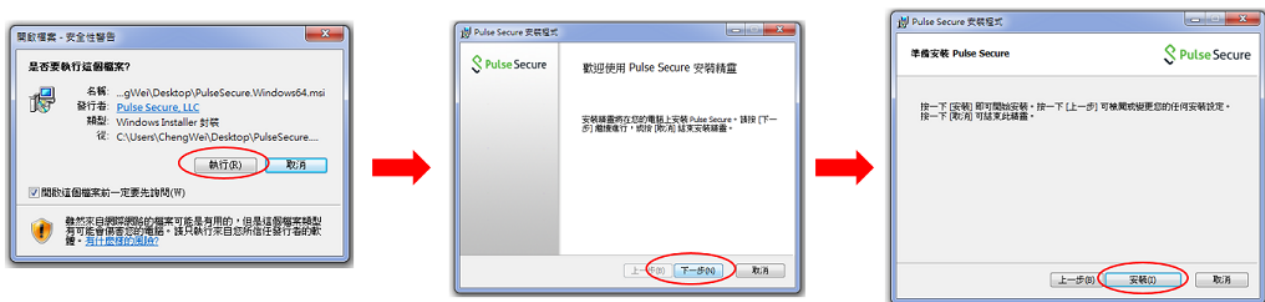 開啟檔案 - 安全性警告
是否要執行這個檔案?
名稱: ...gWei\Desktop\PulseSecure.Windows64.msi
發行者: Pulse Secure, LLC
類型: Windows Installer 封裝
從: C:\Users\ChengWei\Desktop\PulseSecure....
執行(R)
取消
開啟這個檔案前一定要先詢問(W)
雖然來自網際網路的檔案可能是有用的，但是這個檔案類型
有可能會傷害您的電腦。請只執行來自您所信任發行者的軟
體。有什麼樣的風險?
Pulse Secure 安裝程式
Pulse Secure
歡迎使用 Pulse Secure 安裝精靈
安裝精靈將在您的電腦上安裝 Pulse Secure。請按 [下一
步] 繼續進行，或按 [取消] 結束安裝精靈。
上一步(B)
下一步(N)
取消
Pulse Secure 安裝程式
準備安裝 Pulse Secure
Pulse Secure
按一下 [安裝] 即可開始安裝。按一下 [上一步] 可檢閱或變更您的任何安裝設定。
按一下 [取消] 可結束此精靈。
上一步(B)
安裝(I)
取消